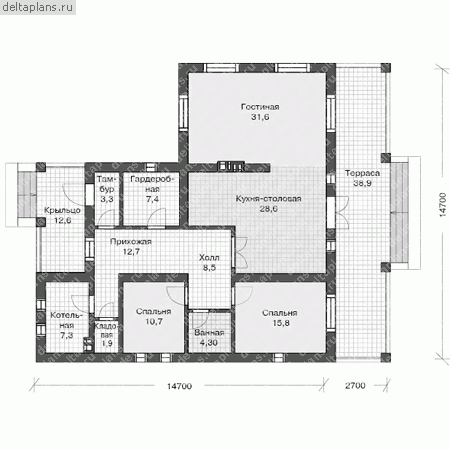 deltaplans.ru
Гостиная
31,6
Терраса
38,9
Там-
бур
3,3
Гардероб-
ная
7,4
Крыльцо
12,6
Кухня-столовая
28,6
Прихожая
12,7
Холл
8,5
Котель-
ная
7,3
Кладо-
вая
1,9
Спальня
10,7
Ванная
4,30
Спальня
15,8
14700
14700
2700